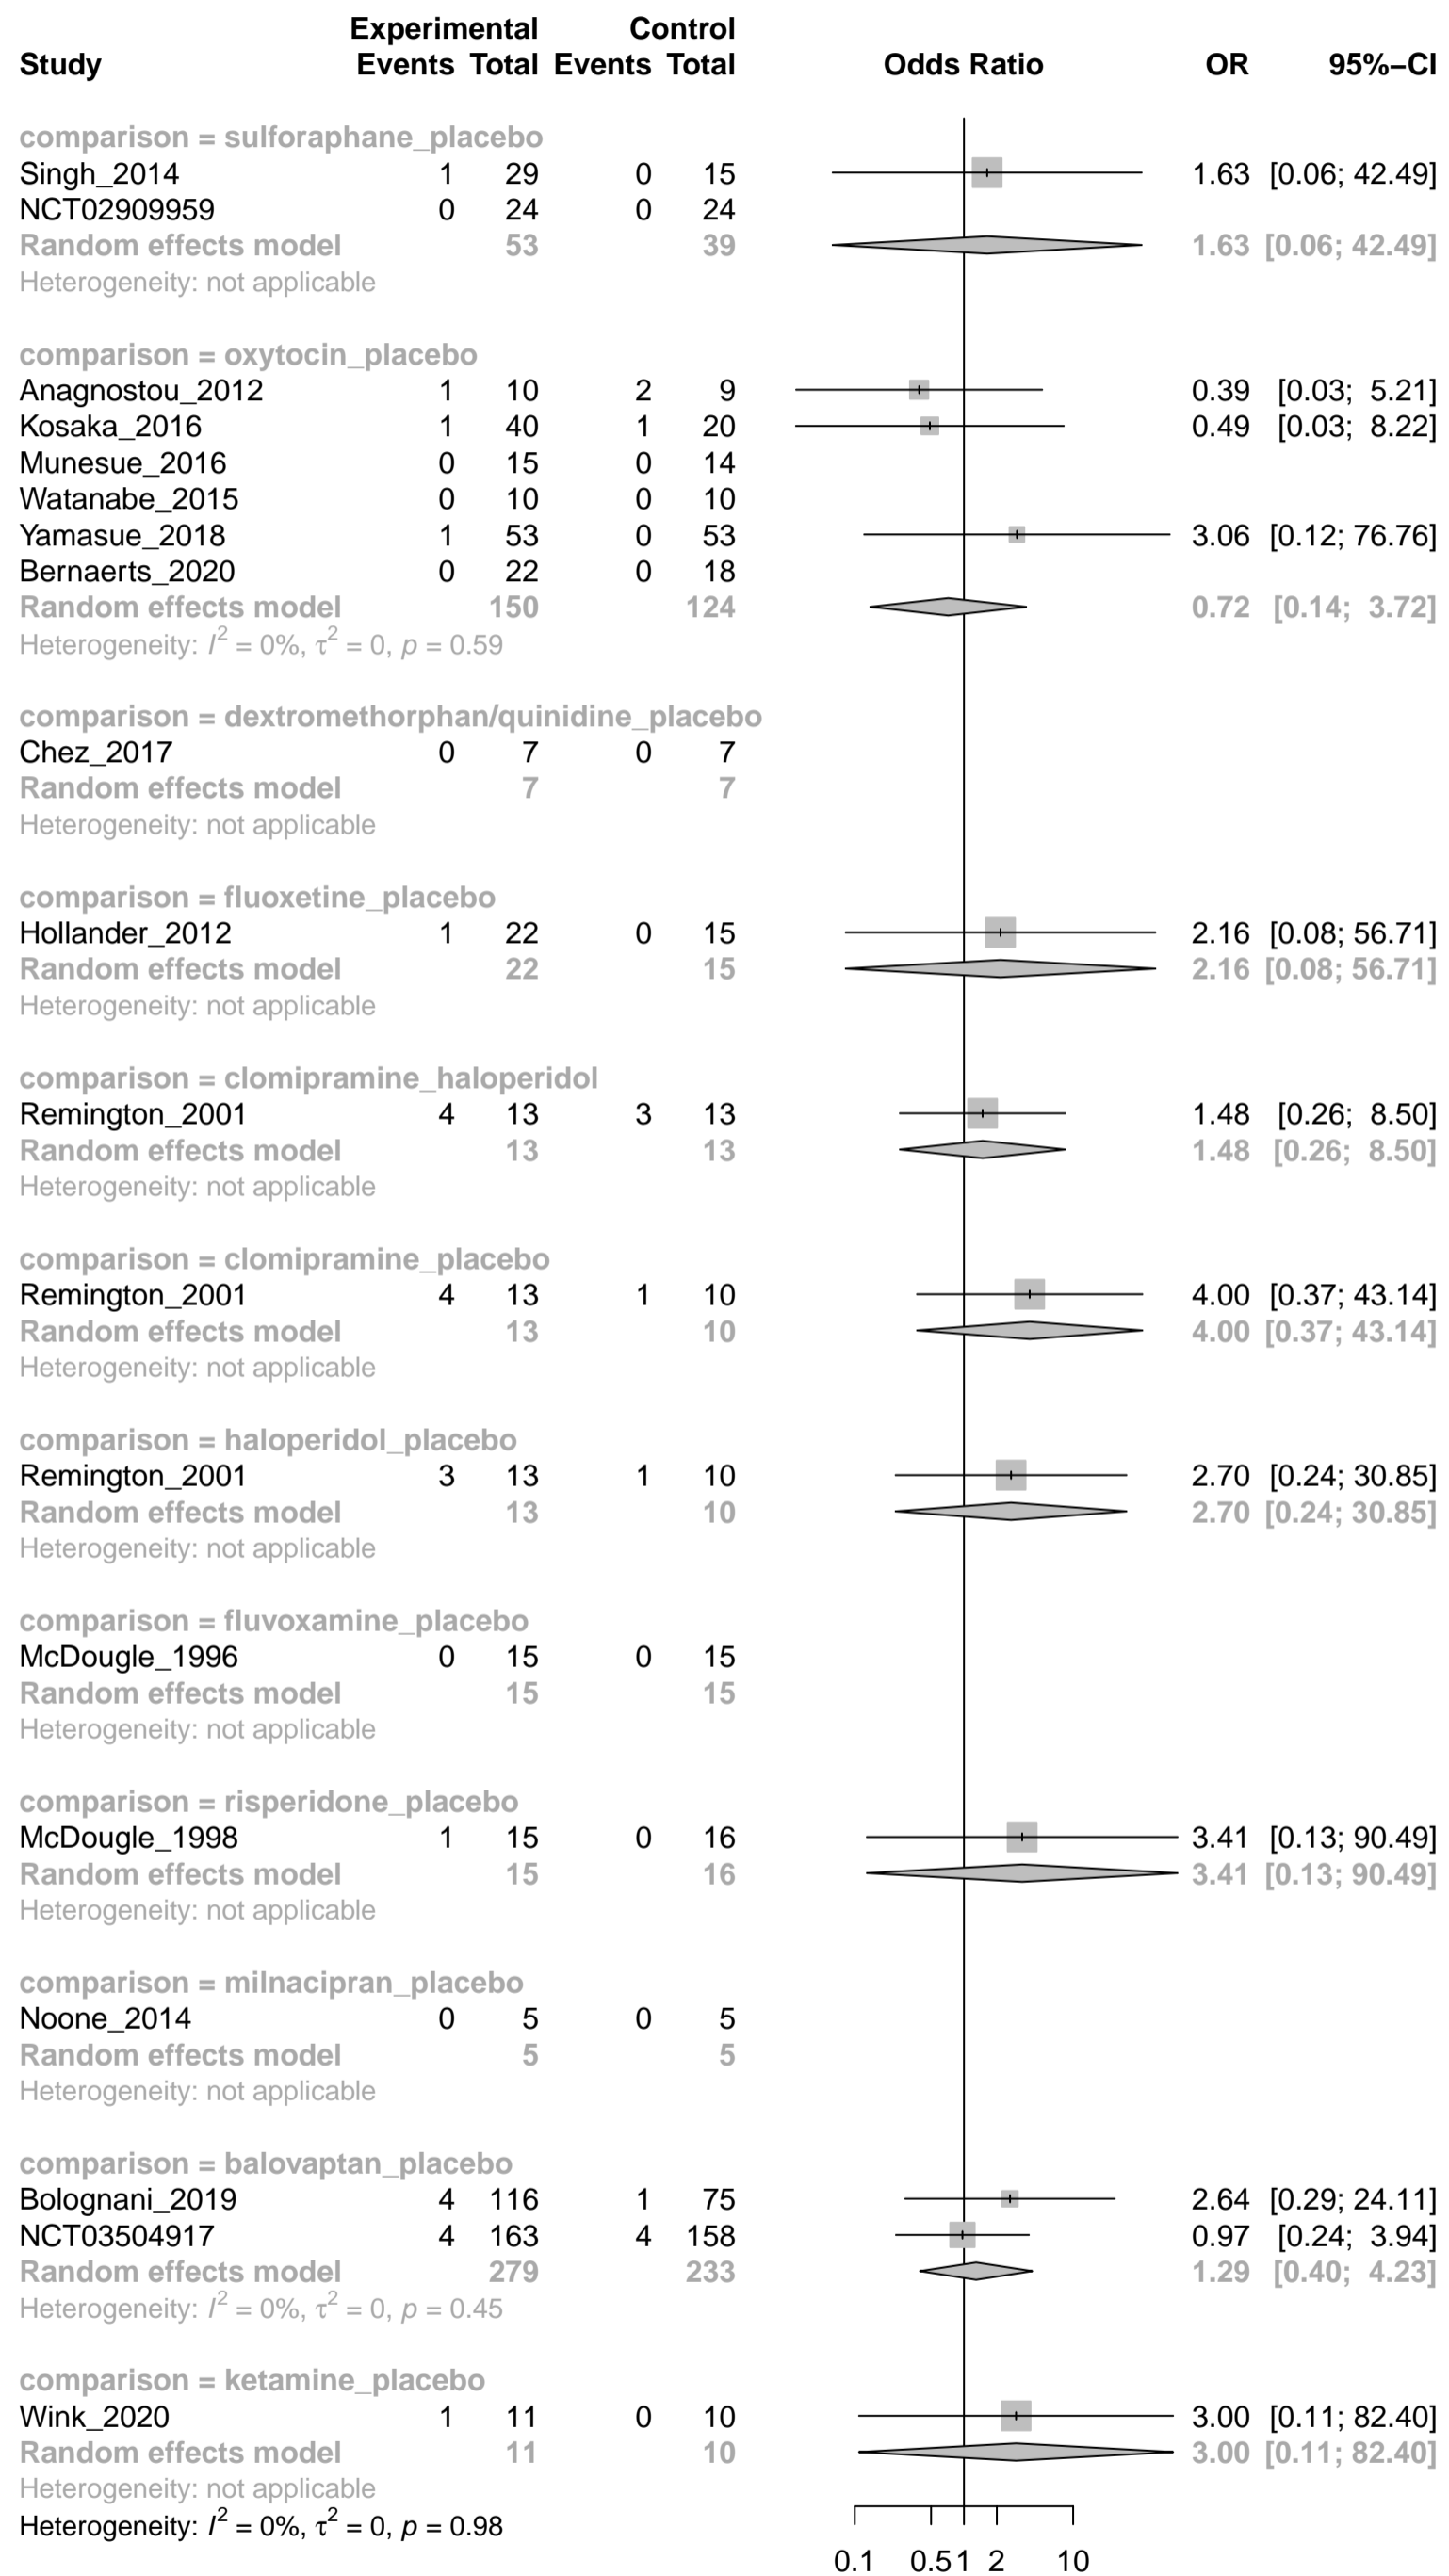 Experimental Control
Study Events Total Events Total Odds Ratio OR 95%–CI
comparison = sulforaphane_placebo
Singh_2014 1 29 0 15 1.63 [0.06; 42.49]
NCT02909959 0 24 0 24
Random effects model 53 39 1.63 [0.06; 42.49]
Heterogeneity: not applicable
comparison = oxytocin_placebo
Anagnostou_2012 1 10 2 9 0.39 [0.03; 5.21]
Kosaka_2016 1 40 1 20 0.49 [0.03; 8.22]
Munesue_2016 0 15 0 14
Watanabe_2015 0 10 0 10
Yamasue_2018 1 53 0 53 3.06 [0.12; 76.76]
Bernaerts_2020 0 22 0 18
Random effects model 150 124 0.72 [0.14; 3.72]
Heterogeneity: I² = 0%, τ² = 0, p = 0.59
comparison = dextromethorphan/quinidine_placebo
Chez_2017 0 7 0 7
Random effects model 7 7
Heterogeneity: not applicable
comparison = fluoxetine_placebo
Hollander_2012 1 22 0 15 2.16 [0.08; 56.71]
Random effects model 22 15 2.16 [0.08; 56.71]
Heterogeneity: not applicable
comparison = clomipramine_haloperidol
Remington_2001 4 13 3 13 1.48 [0.26; 8.50]
Random effects model 13 13 1.48 [0.26; 8.50]
Heterogeneity: not applicable
comparison = clomipramine_placebo
Remington_2001 4 13 1 10 4.00 [0.37; 43.14]
Random effects model 13 10 4.00 [0.37; 43.14]
Heterogeneity: not applicable
comparison = haloperidol_placebo
Remington_2001 3 13 1 10 2.70 [0.24; 30.85]
Random effects model 13 10 2.70 [0.24; 30.85]
Heterogeneity: not applicable
comparison = fluvoxamine_placebo
McDougle_1996 0 15 0 15
Random effects model 15 15
Heterogeneity: not applicable
comparison = risperidone_placebo
McDougle_1998 1 15 0 16 3.41 [0.13; 90.49]
Random effects model 15 16 3.41 [0.13; 90.49]
Heterogeneity: not applicable
comparison = milnacipran_placebo
Noone_2014 0 5 0 5
Random effects model 5 5
Heterogeneity: not applicable
comparison = balovaptan_placebo
Bolognani_2019 4 116 1 75 2.64 [0.29; 24.11]
NCT03504917 4 163 4 158 0.97 [0.24; 3.94]
Random effects model 279 233 1.29 [0.40; 4.23]
Heterogeneity: I² = 0%, τ² = 0, p = 0.45
comparison = ketamine_placebo
Wink_2020 1 11 0 10 3.00 [0.11; 82.40]
Random effects model 11 10 3.00 [0.11; 82.40]
Heterogeneity: not applicable
Heterogeneity: I² = 0%, τ² = 0, p = 0.98
0.1 0.5 1 2 10